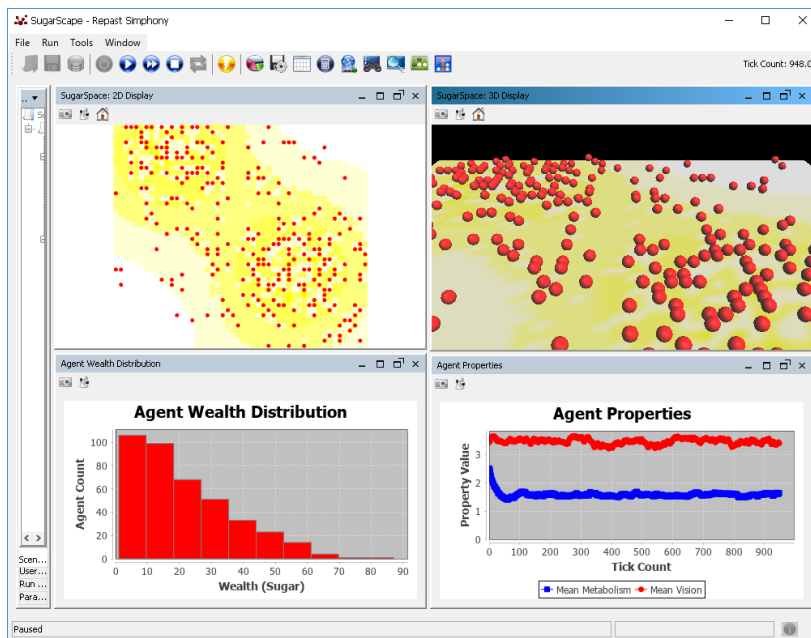 SugarScape - Repast Simphony
File Run Tools Window
Tick Count: 948.0
SugarSpace: 2D Display
SugarSpace: 3D Display
Agent Wealth Distribution
Agent Wealth Distribution
Agent Count
100
80
60
40
20
0
0 10 20 30 40 50 60 70 80 90
Wealth (Sugar)
Agent Properties
Agent Properties
Property Value
3
2
1
0
0 100 200 300 400 500 600 700 800 900
Tick Count
Mean Metabolism Mean Vision
Scen...
User...
Run ...
Para...
Paused